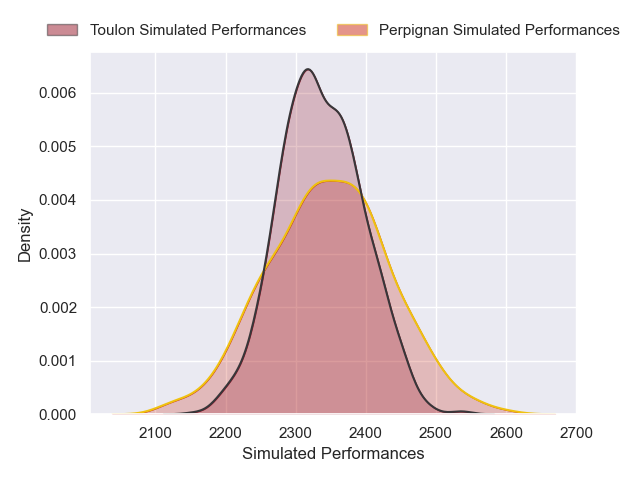 Toulon Simulated Performances Perpignan Simulated Performances
0.006
0.005
0.004
0.003
0.002
0.001
0.000
Density
2100 2200 2300 2400 2500 2600 2700
Simulated Performances